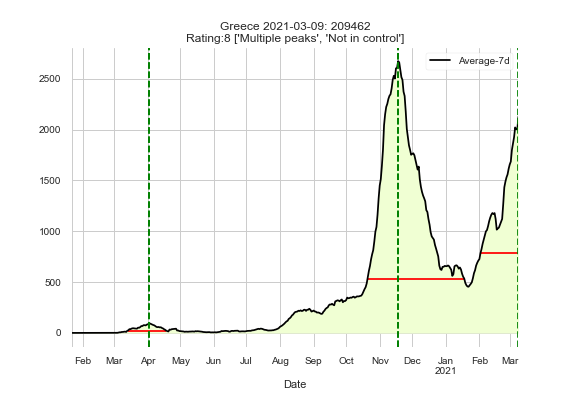 Greece 2021-03-09: 209462
Rating:8 ['Multiple peaks', 'Not in control']
Average-7d
2500
2000
1500
1000
500
0
Feb Mar Apr May Jun Jul Aug Sep Oct Nov Dec Jan Feb Mar
2021
Date